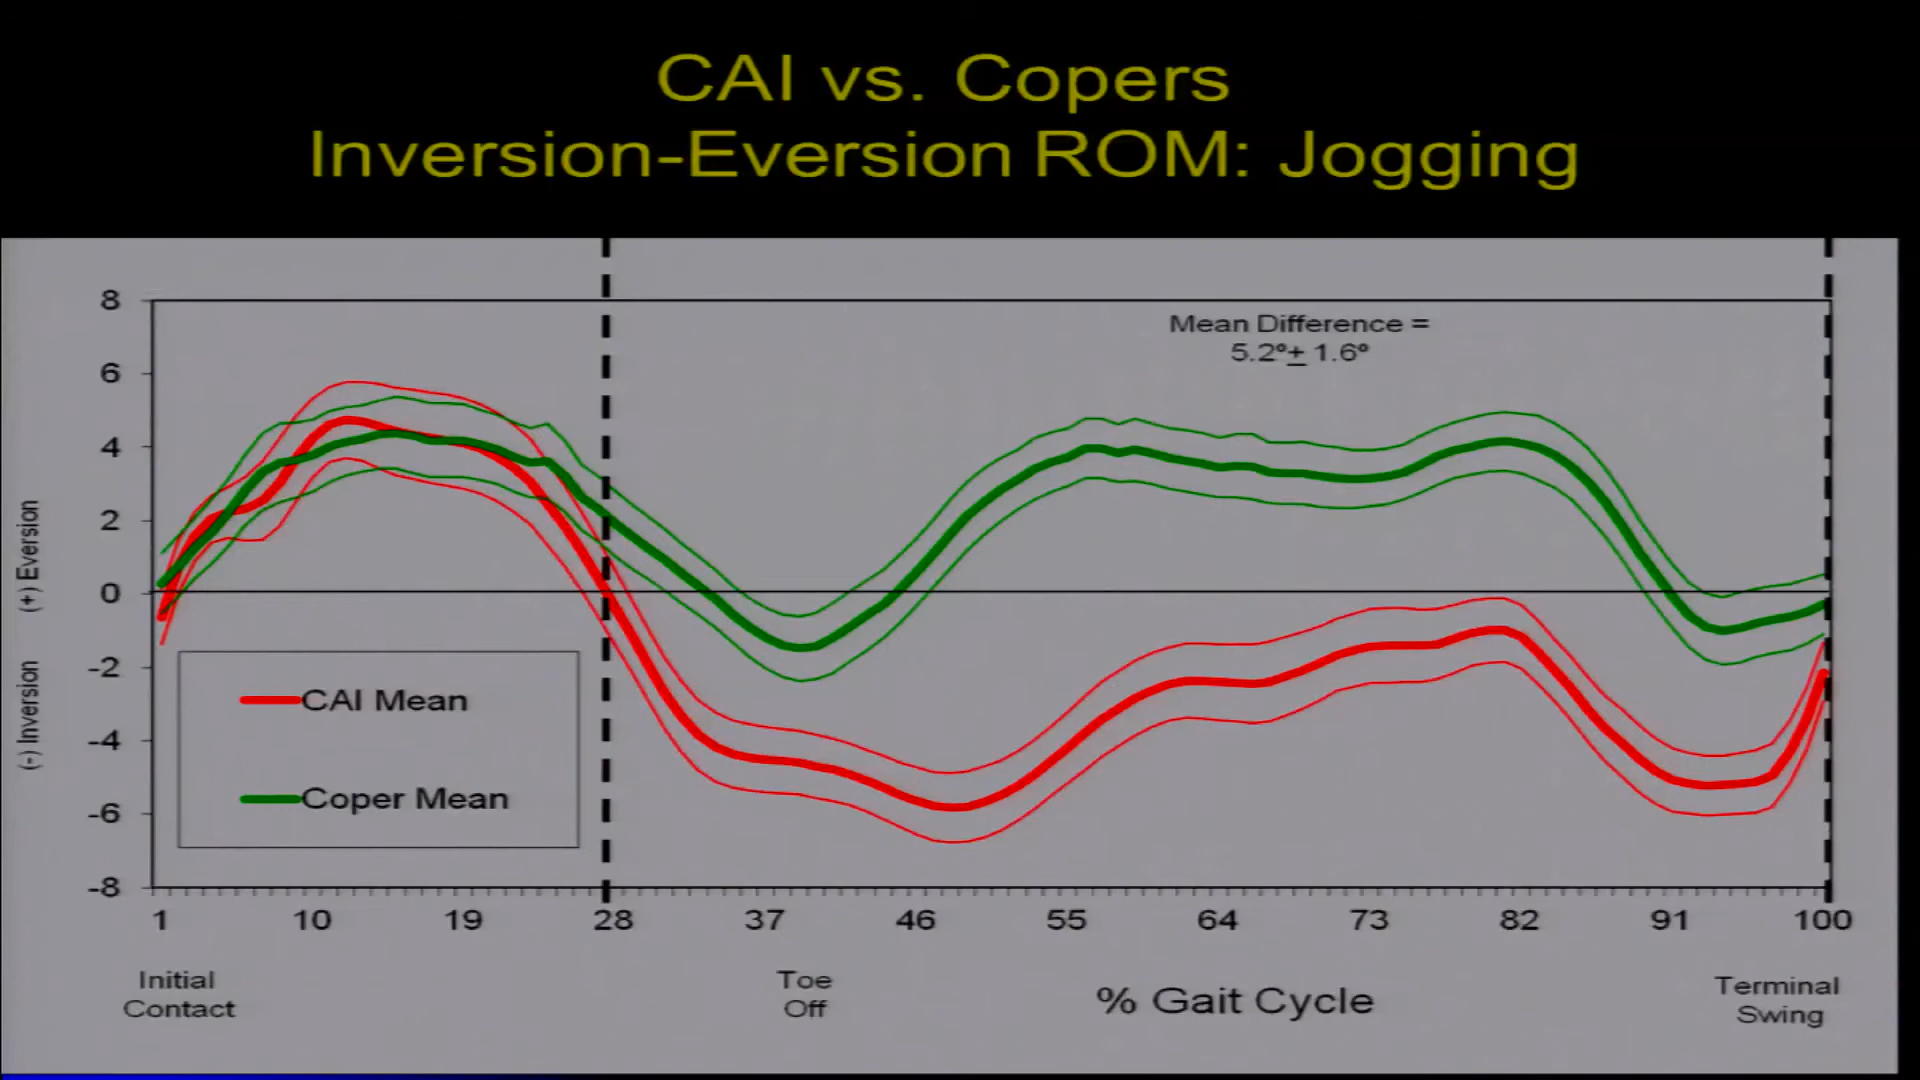 CAI vs. Copers
Inversion-Eversion ROM: Jogging
Mean Difference =
5.2º± 1.6º
8
6
4
2
0
-2
-4
-6
-8
(+) Eversion
(-) Inversion
CAI Mean
Coper Mean
1 10 19 28 37 46 55 64 73 82 91 100
Initial
Contact
Toe
Off
% Gait Cycle
Terminal
Swing